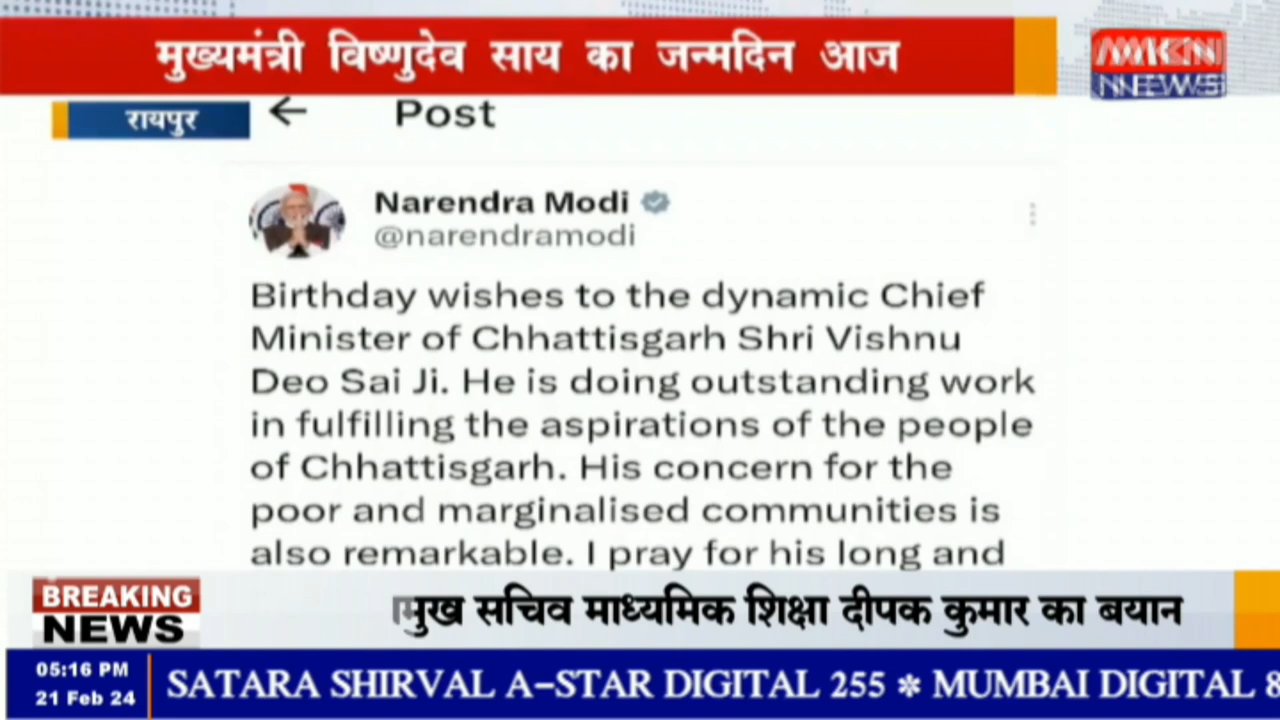 मुख्यमंत्री विष्णुदेव साय का जन्मदिन आज
NEWS
रायपुर
← Post
Narendra Modi
@narendramodi
Birthday wishes to the dynamic Chief
Minister of Chhattisgarh Shri Vishnu
Deo Sai Ji. He is doing outstanding work
in fulfilling the aspirations of the people
of Chhattisgarh. His concern for the
poor and marginalised communities is
also remarkable. I pray for his long and
BREAKING
NEWS
मुख सचिव माध्यमिक शिक्षा दीपक कुमार का बयान
05:16 PM
21 Feb 24
SATARA SHIRVAL A-STAR DIGITAL 255 * MUMBAI DIGITAL 8